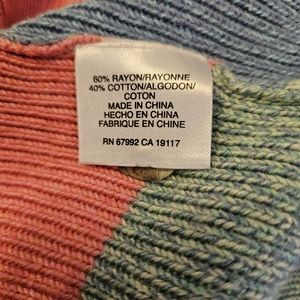 60% RAYON/RAYONNE
40% COTTON/ALGODON/
COTON
MADE IN CHINA
HECHO EN CHINA
FABRIQUE EN CHINE
RN 67992 CA 19117